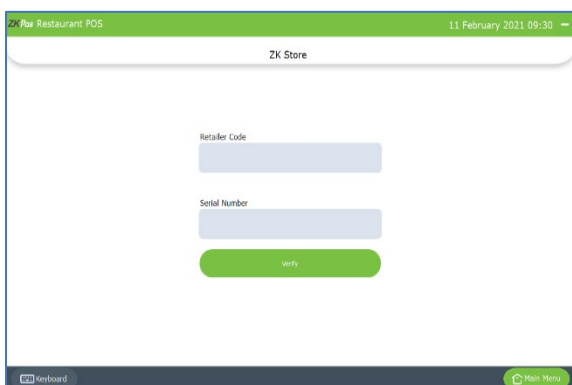 ZKPos Restaurant POS 11 February 2021 09:30
ZK Store
Retailer Code
Serial Number
Verify
Keyboard Main Menu